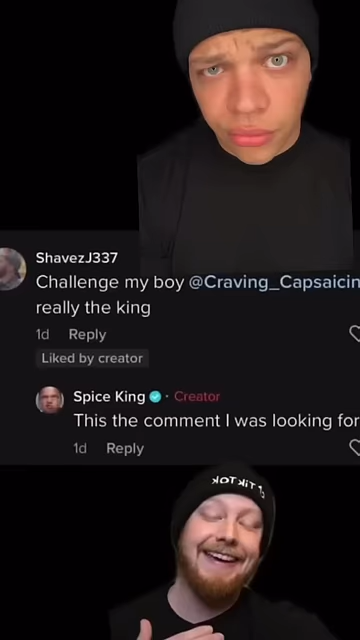 ShavezJ337
Challenge my boy @Craving_Capsaicin
really the king
1d Reply
Liked by creator
Spice King · Creator
This the comment I was looking for
1d Reply
TikTok